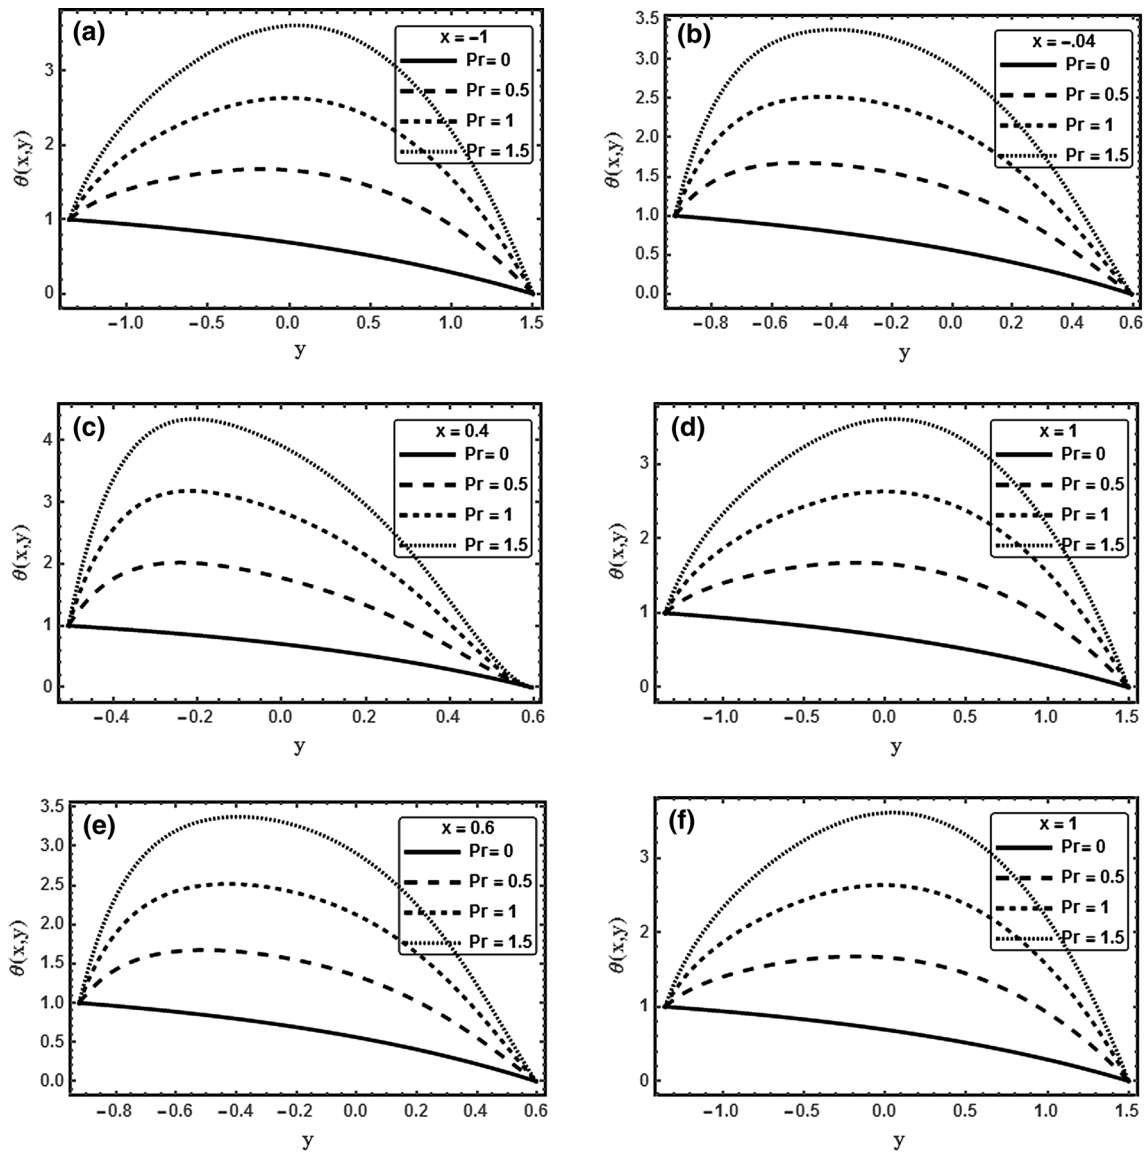 (a)
x = −1
Pr= 0
Pr = 0.5
Pr = 1
Pr = 1.5
3
2
1
0
θ(x,y)
−1.0 −0.5 0.0 0.5 1.0 1.5
y
(b)
x = −.04
Pr= 0
Pr = 0.5
Pr = 1
Pr = 1.5
3.5
3.0
2.5
2.0
1.5
1.0
0.5
0.0
θ(x,y)
−0.8 −0.6 −0.4 −0.2 0.0 0.2 0.4 0.6
y
(c)
x = 0.4
Pr= 0
Pr = 0.5
Pr = 1
Pr = 1.5
4
3
2
1
0
θ(x,y)
−0.4 −0.2 0.0 0.2 0.4 0.6
y
(d)
x = 1
Pr= 0
Pr = 0.5
Pr = 1
Pr = 1.5
3
2
1
0
θ(x,y)
−1.0 −0.5 0.0 0.5 1.0 1.5
y
(e)
x = 0.6
Pr= 0
Pr = 0.5
Pr = 1
Pr = 1.5
3.5
3.0
2.5
2.0
1.5
1.0
0.5
0.0
θ(x,y)
−0.8 −0.6 −0.4 −0.2 0.0 0.2 0.4 0.6
y
(f)
x = 1
Pr= 0
Pr = 0.5
Pr = 1
Pr = 1.5
3
2
1
0
θ(x,y)
−1.0 −0.5 0.0 0.5 1.0 1.5
y